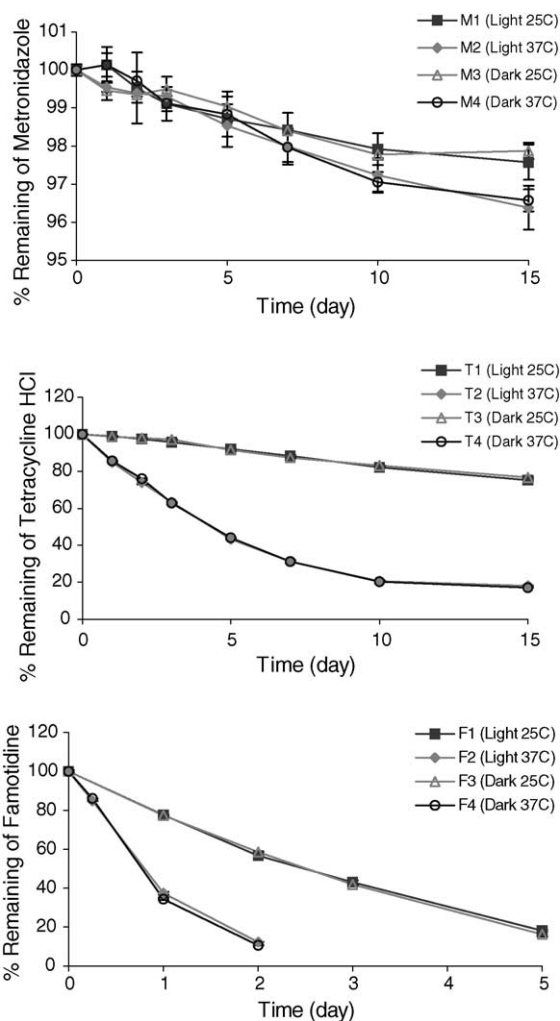 % Remaining of Metronidazole
101
100
99
98
97
96
95
0
5
10
15
Time (day)
M1 (Light 25C)
M2 (Light 37C)
M3 (Dark 25C)
M4 (Dark 37C)
% Remaining of Tetracycline HCl
120
100
80
60
40
20
0
0
5
10
15
Time (day)
T1 (Light 25C)
T2 (Light 37C)
T3 (Dark 25C)
T4 (Dark 37C)
% Remaining of Famotidine
120
100
80
60
40
20
0
0
1
2
3
4
5
Time (day)
F1 (Light 25C)
F2 (Light 37C)
F3 (Dark 25C)
F4 (Dark 37C)